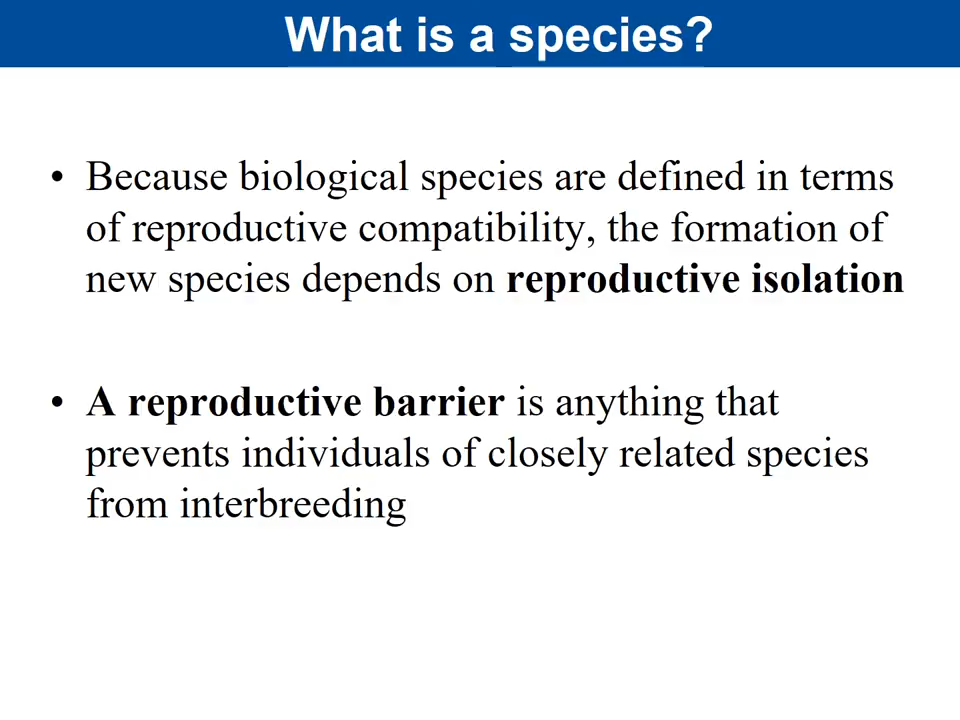 What is a species?
• Because biological species are defined in terms
of reproductive compatibility, the formation of
new species depends on reproductive isolation
• A reproductive barrier is anything that
prevents individuals of closely related species
from interbreeding